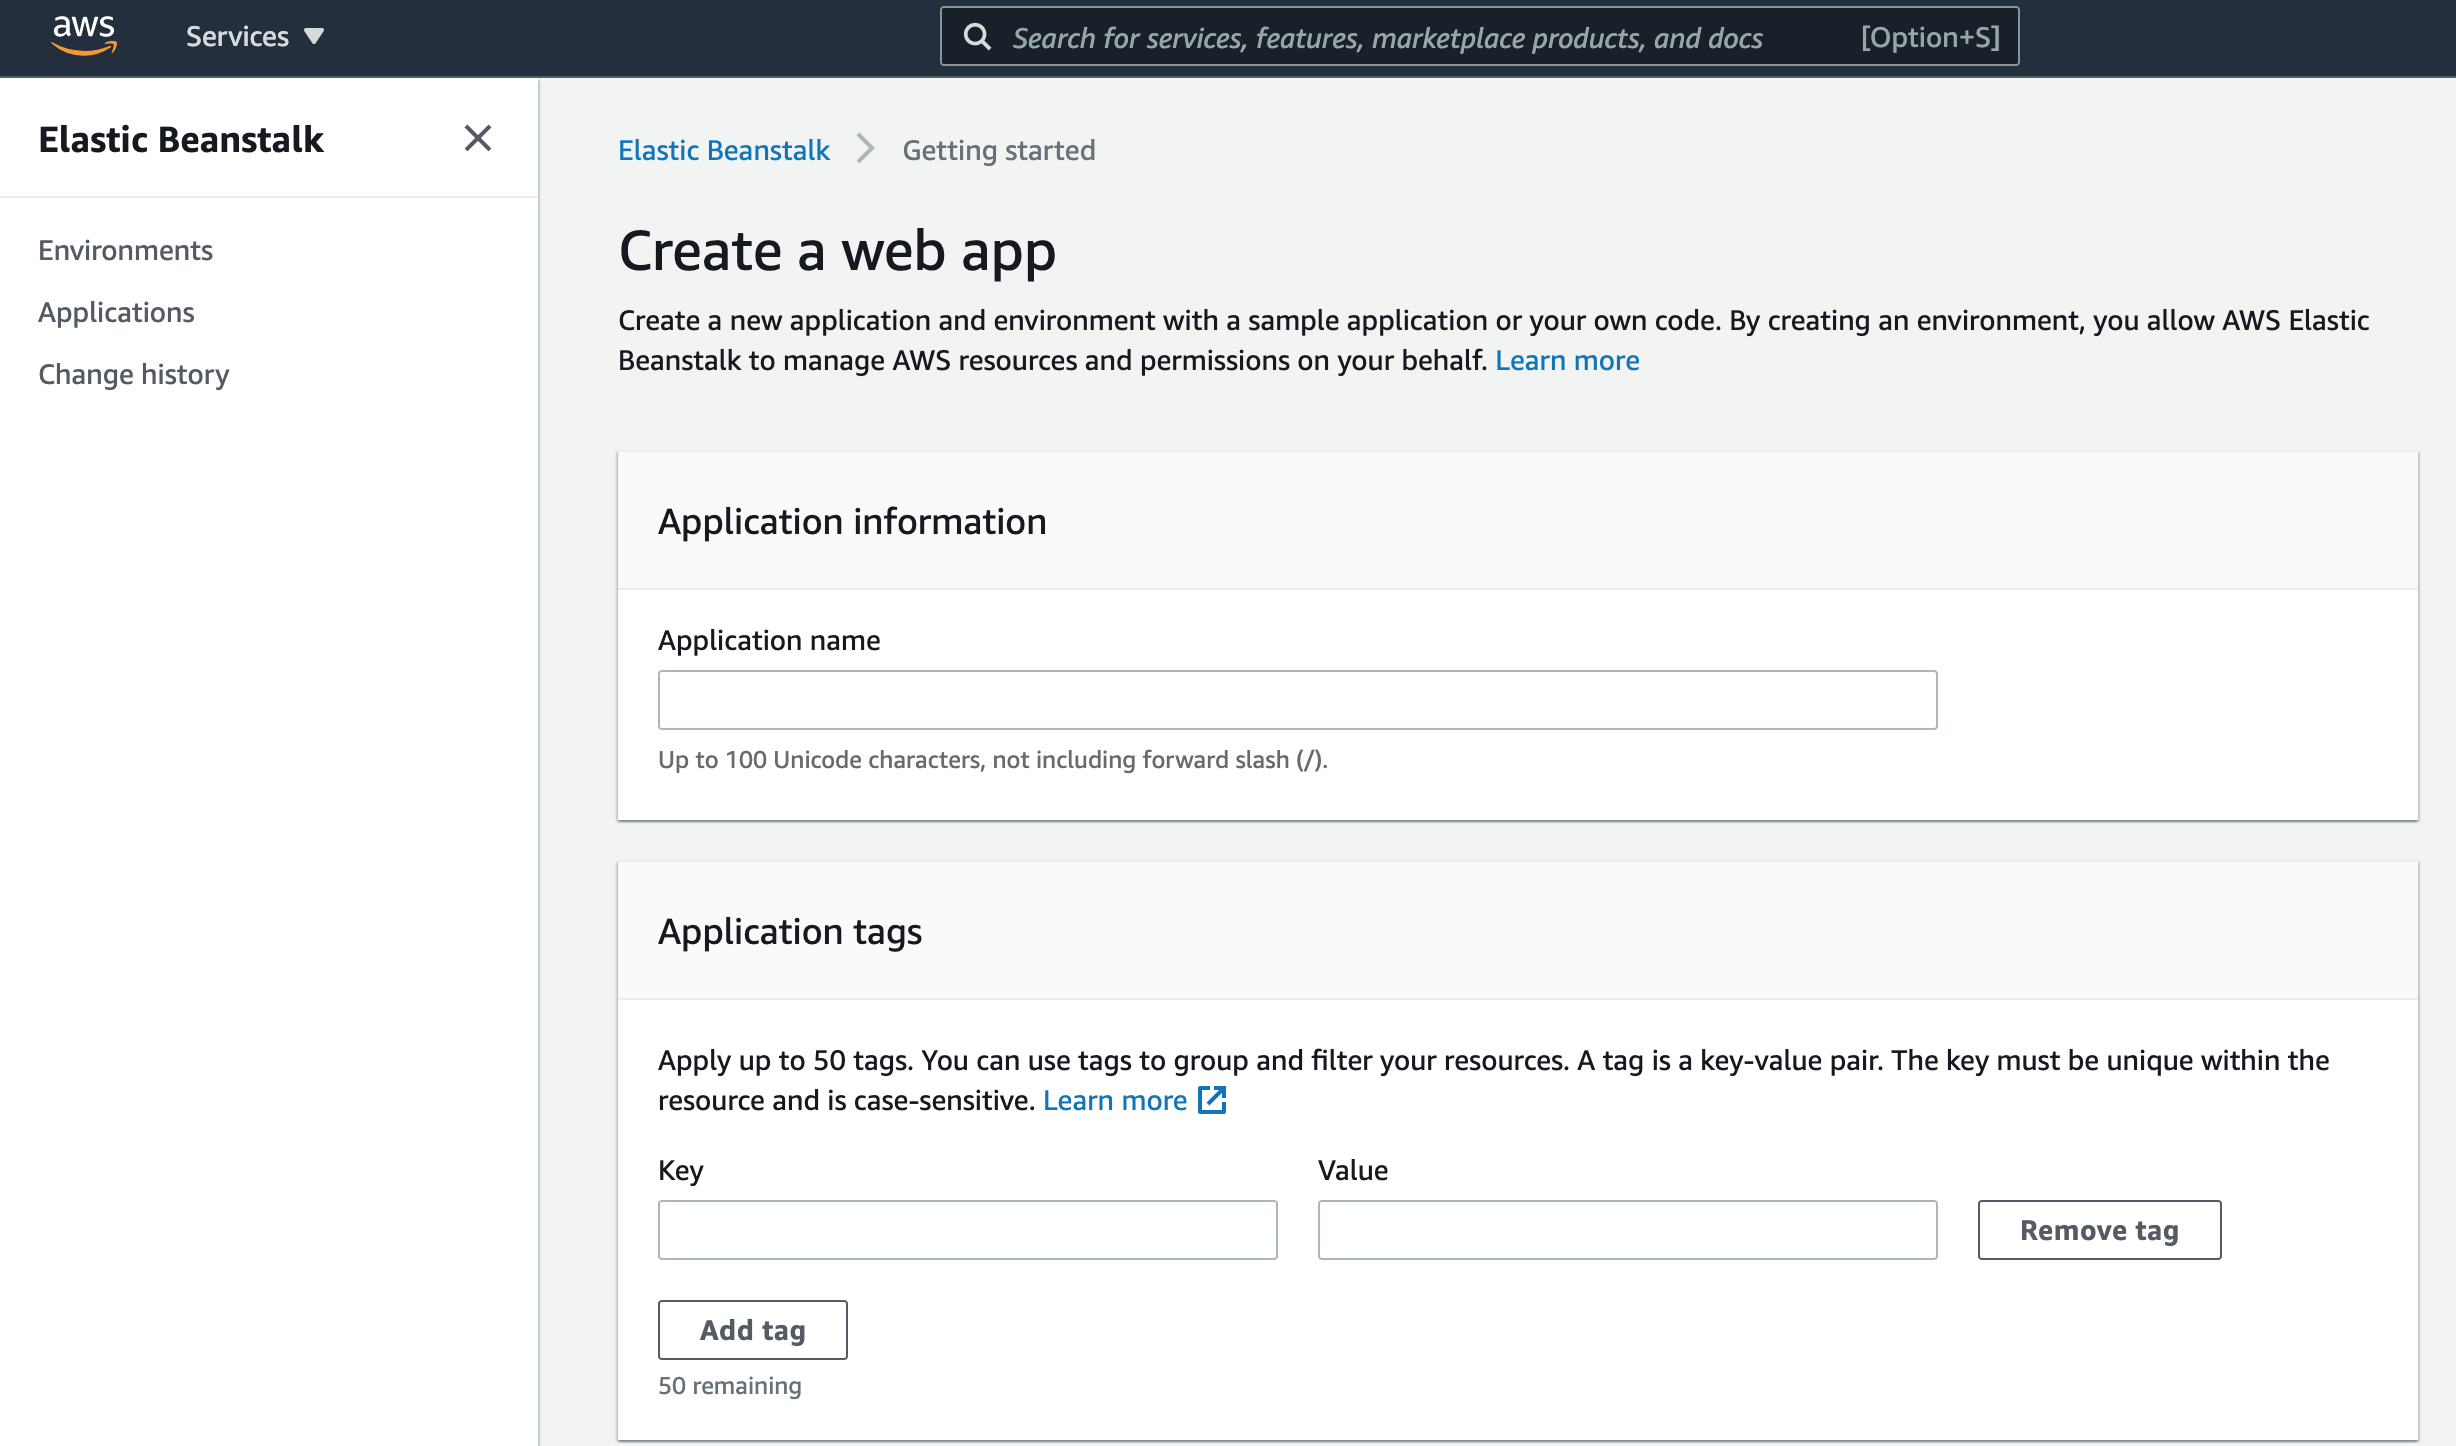 aws
Services ▼
Search for services, features, marketplace products, and docs
[Option+S]
Elastic Beanstalk
Environments
Applications
Change history
Elastic Beanstalk > Getting started
Create a web app
Create a new application and environment with a sample application or your own code. By creating an environment, you allow AWS Elastic
Beanstalk to manage AWS resources and permissions on your behalf. Learn more
Application information
Application name
Up to 100 Unicode characters, not including forward slash (/).
Application tags
Apply up to 50 tags. You can use tags to group and filter your resources. A tag is a key-value pair. The key must be unique within the
resource and is case-sensitive. Learn more
Key
Value
Remove tag
Add tag
50 remaining